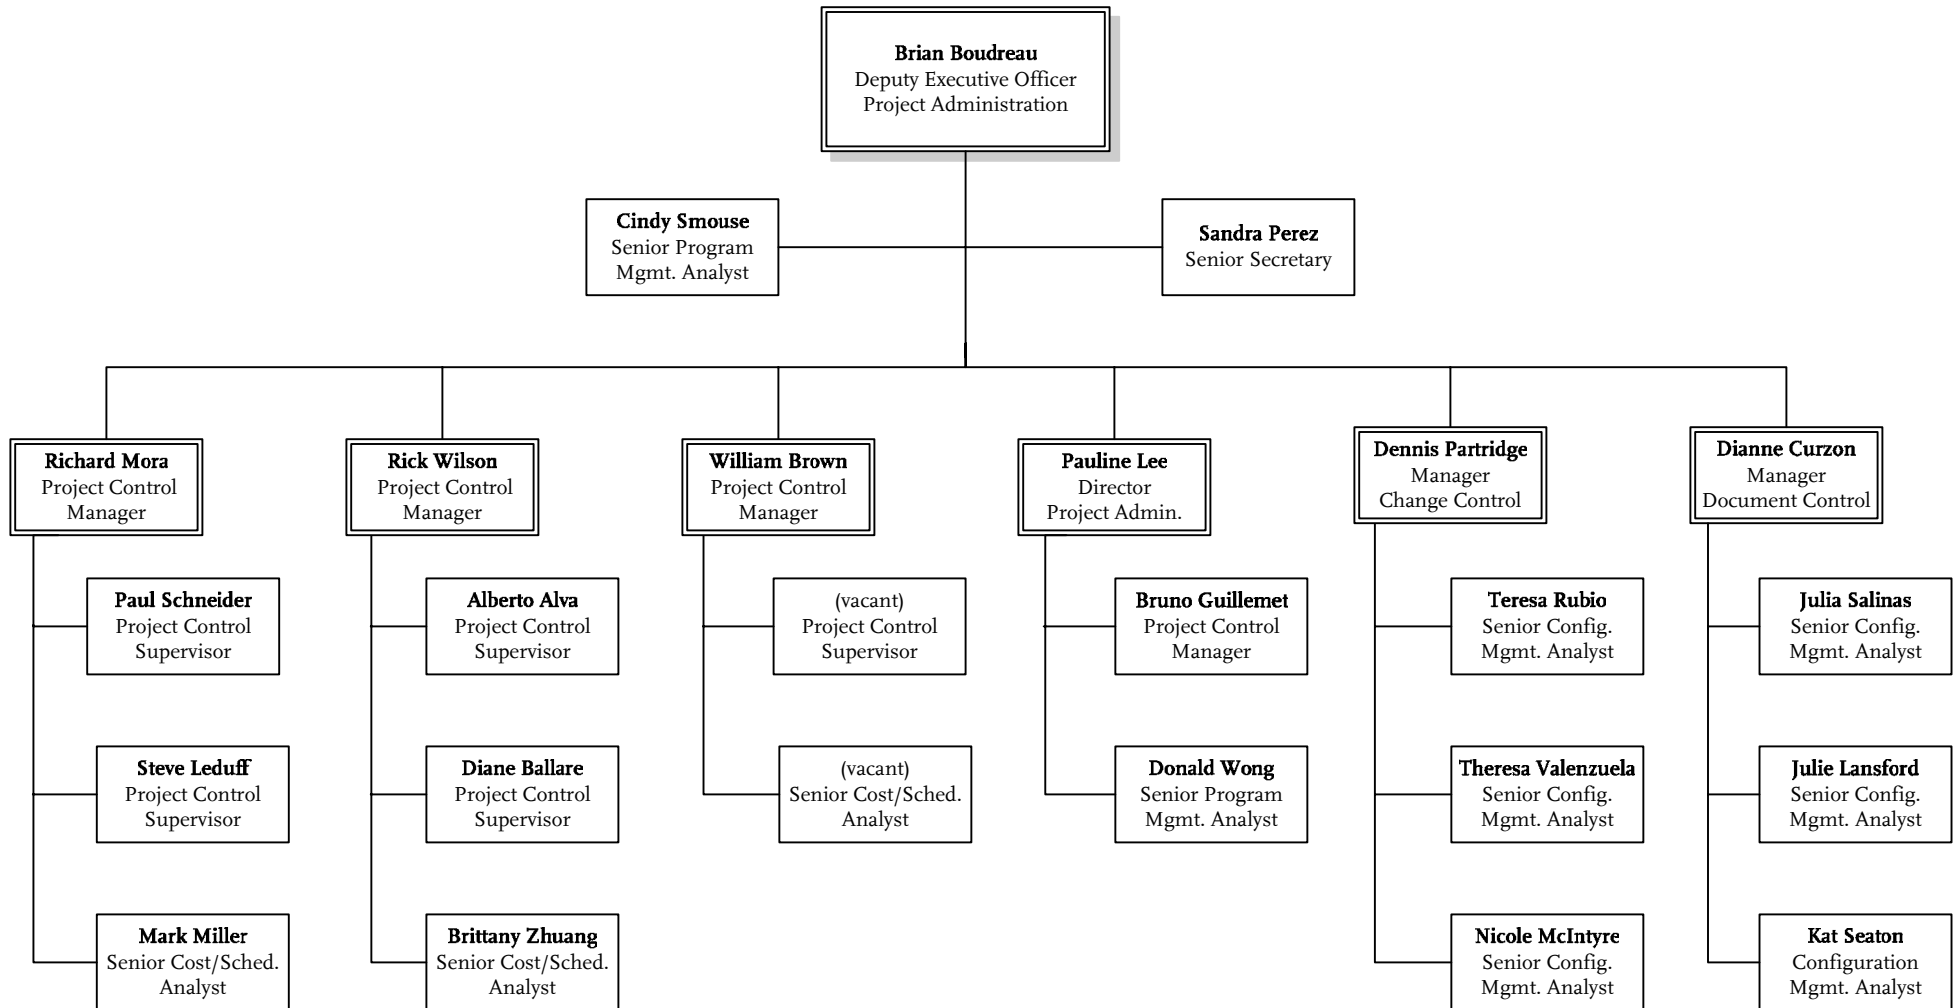 Brian Boudreau
Deputy Executive Officer
Project Administration
Cindy Smouse
Senior Program
Mgmt. Analyst
Sandra Perez
Senior Secretary
Richard Mora
Project Control
Manager
Rick Wilson
Project Control
Manager
William Brown
Project Control
Manager
Pauline Lee
Director
Project Admin.
Dennis Partridge
Manager
Change Control
Dianne Curzon
Manager
Document Control
Paul Schneider
Project Control
Supervisor
Alberto Alva
Project Control
Supervisor
(vacant)
Project Control
Supervisor
Bruno Guillemet
Project Control
Manager
Teresa Rubio
Senior Config.
Mgmt. Analyst
Julia Salinas
Senior Config.
Mgmt. Analyst
Steve Leduff
Project Control
Supervisor
Diane Ballare
Project Control
Supervisor
(vacant)
Senior Cost/Sched.
Analyst
Donald Wong
Senior Program
Mgmt. Analyst
Theresa Valenzuela
Senior Config.
Mgmt. Analyst
Julie Lansford
Senior Config.
Mgmt. Analyst
Mark Miller
Senior Cost/Sched.
Analyst
Brittany Zhuang
Senior Cost/Sched.
Analyst
Nicole McIntyre
Senior Config.
Mgmt. Analyst
Kat Seaton
Configuration
Mgmt. Analyst